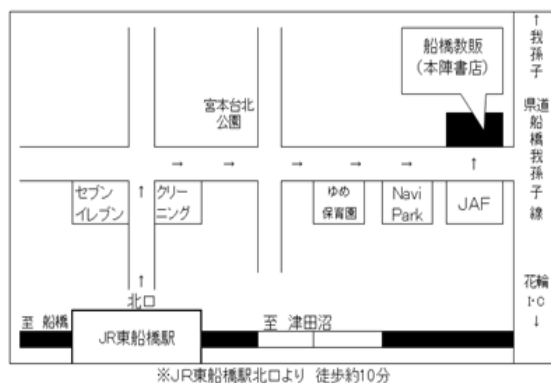 船橋教販
(本陣書店)
↑我孫子 県道船橋我孫子線 花輪I・C↓
宮本台北
公園
→ → → → → ↑
セブン
イレブン
↑
クリー
ニング
ゆめ
保育園
Navi
Park
JAF
↑
北口
至 船橋
JR東船橋駅
至 津田沼
※JR東船橋駅北口より 徒歩約10分